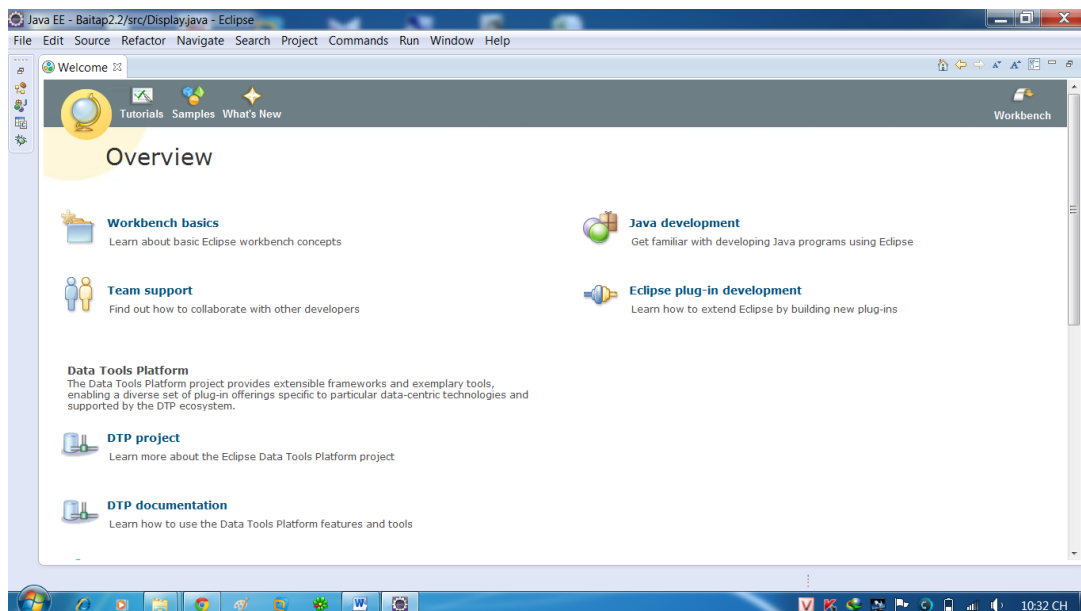 Java EE - Baitap2.2/src/Display.java - Eclipse
File Edit Source Refactor Navigate Search Project Commands Run Window Help
Welcome
Tutorials Samples What's New
Workbench
Overview
Workbench basics
Learn about basic Eclipse workbench concepts
Java development
Get familiar with developing Java programs using Eclipse
Team support
Find out how to collaborate with other developers
Eclipse plug-in development
Learn how to extend Eclipse by building new plug-ins
Data Tools Platform
The Data Tools Platform project provides extensible frameworks and exemplary tools,
enabling a diverse set of plug-in offerings specific to particular data-centric technologies and
supported by the DTP ecosystem.
DTP project
Learn more about the Eclipse Data Tools Platform project
DTP documentation
Learn how to use the Data Tools Platform features and tools
10:32 CH